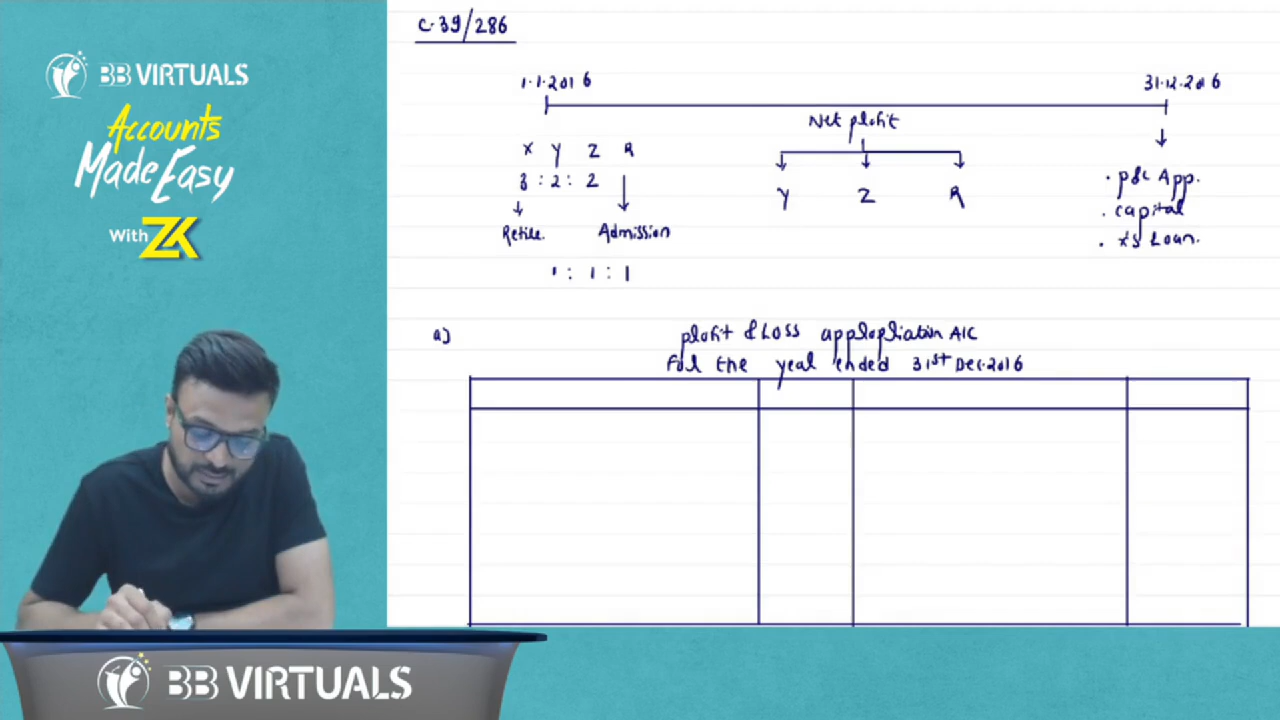 BB VIRTUALS
Accounts
Made Easy
With ZK
C-39/286
1.1.2016
31.12.2016
Net profit
X Y Z R
3 : 2 : 2
Y Z R
Retire.
Admission
1 : 1 : 1
. P&L App.
. capital
. X's Loan.
a)
Profit & Loss appropriation A/C
For the year ended 31st Dec.2016
BB VIRTUALS